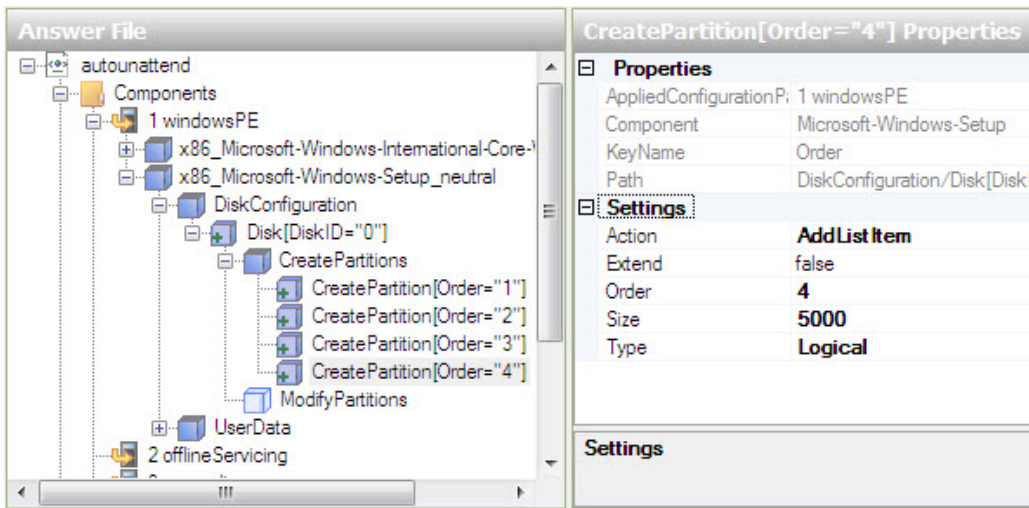 Answer File
autounattend
Components
1 windowsPE
x86_Microsoft-Windows-International-Core-
x86_Microsoft-Windows-Setup_neutral
DiskConfiguration
Disk[DiskID="0"]
CreatePartitions
CreatePartition[Order="1"]
CreatePartition[Order="2"]
CreatePartition[Order="3"]
CreatePartition[Order="4"]
ModifyPartitions
UserData
2 offlineServicing
CreatePartition[Order="4"] Properties
Properties
AppliedConfigurationPa 1 windowsPE
Component Microsoft-Windows-Setup
KeyName Order
Path DiskConfiguration/Disk[Disk
Settings
Action AddListItem
Extend false
Order 4
Size 5000
Type Logical
Settings